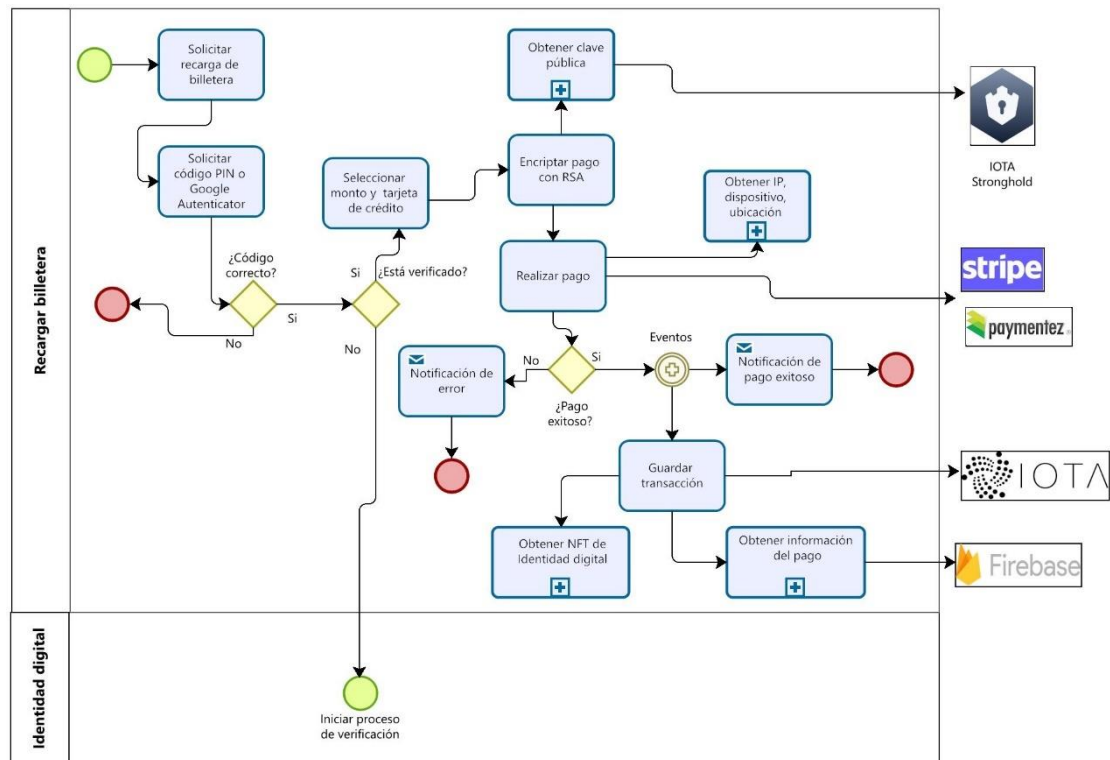 Recargar billetera
Solicitar
recarga de
billetera
Solicitar
código PIN o
Google
Autenticator
¿Código
correcto?
No
Si
Seleccionar
monto y tarjeta
de crédito
Si
¿Está verificado?
No
Obtener clave
pública
Encriptar pago
con RSA
Obtener IP,
dispositivo,
ubicación
Realizar pago
IOTA
Stronghold
stripe
paymentez
Notificación de
error
No
Si
¿Pago
exitoso?
Eventos
Notificación de
pago exitoso
Guardar
transacción
IOTA
Obtener NFT de
Identidad digital
Obtener información
del pago
Firebase
Identidad digital
Iniciar proceso
de verificación